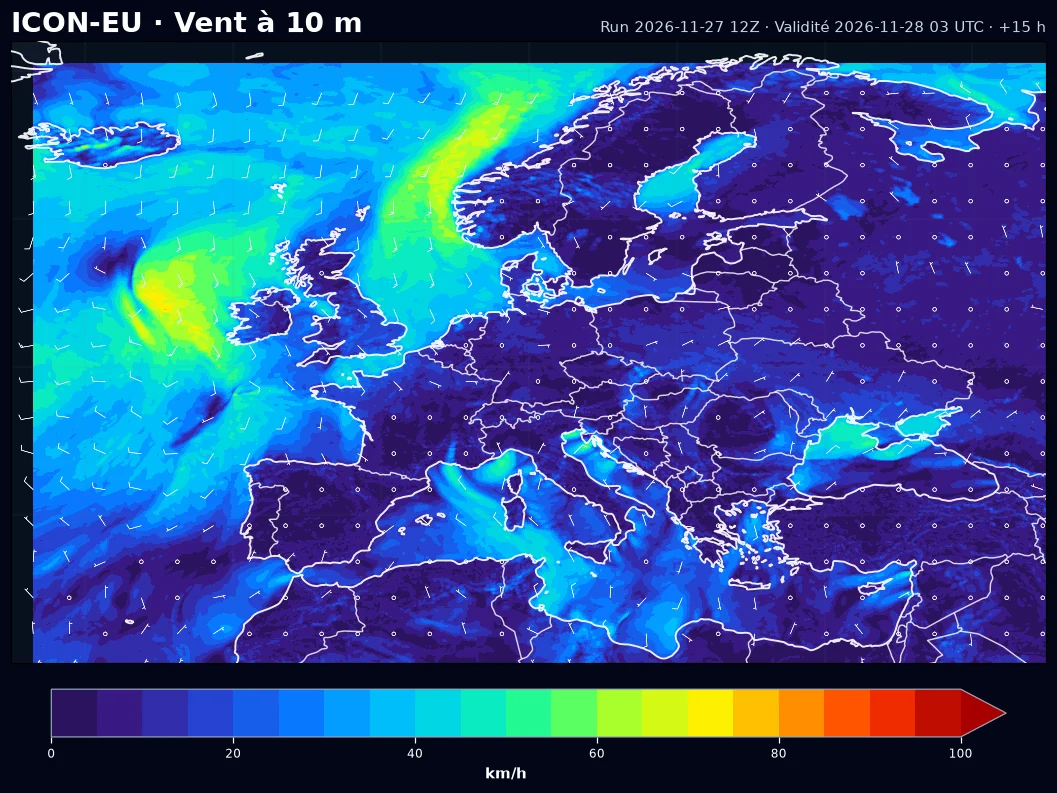 ICON-EU · Vent à 10 m
Run 2026-11-27 12Z · Validité 2026-11-28 03 UTC · +15 h
0 20 40 60 80 100
km/h